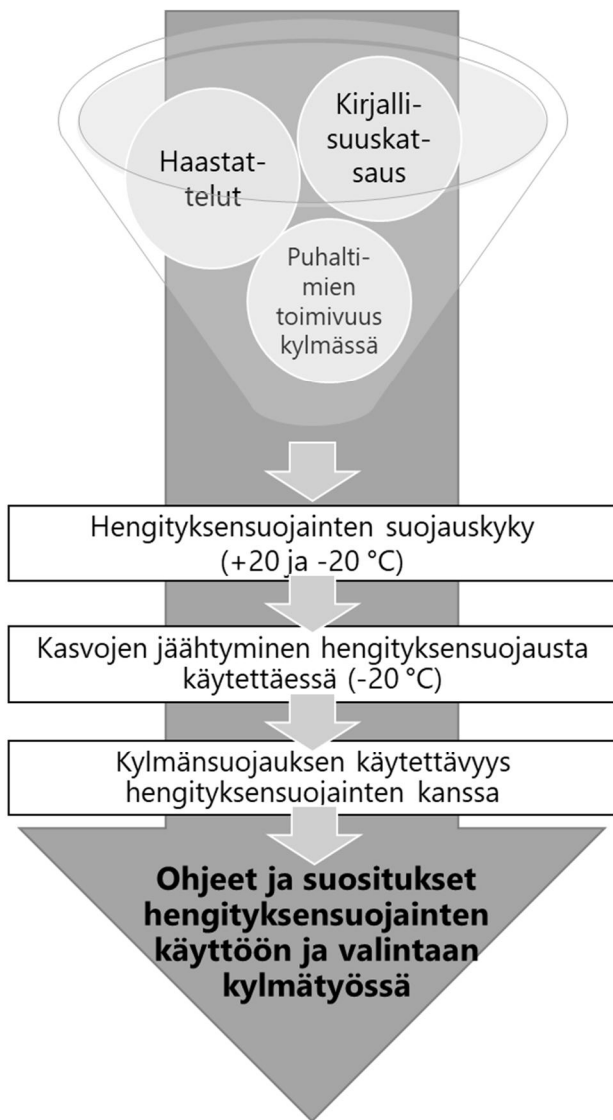 Haastat-
telut
Kirjalli-
suuskat-
saus
Puhalti-
mien
toimivuus
kylmässä
Hengityksensuojainten suojauskyky
(+20 ja -20 °C)
Kasvojen jäähtyminen hengityksensuojausta
käytettäessä (-20 °C)
Kylmänsuojauksen käytettävyys
hengityksensuojainten kanssa
Ohjeet ja suositukset
hengityksensuojainten
käyttöön ja valintaan
kylmätyössä